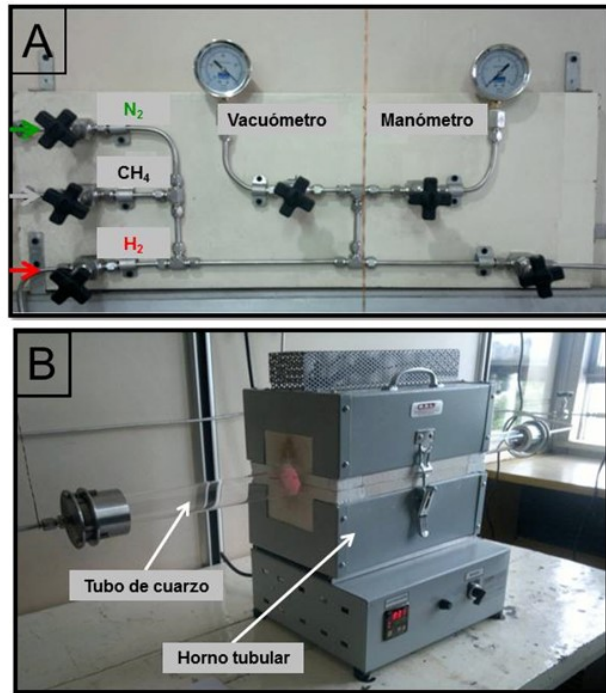 A
N₂
CH₄
H₂
Vacuómetro
Manómetro
B
Tubo de cuarzo
Horno tubular